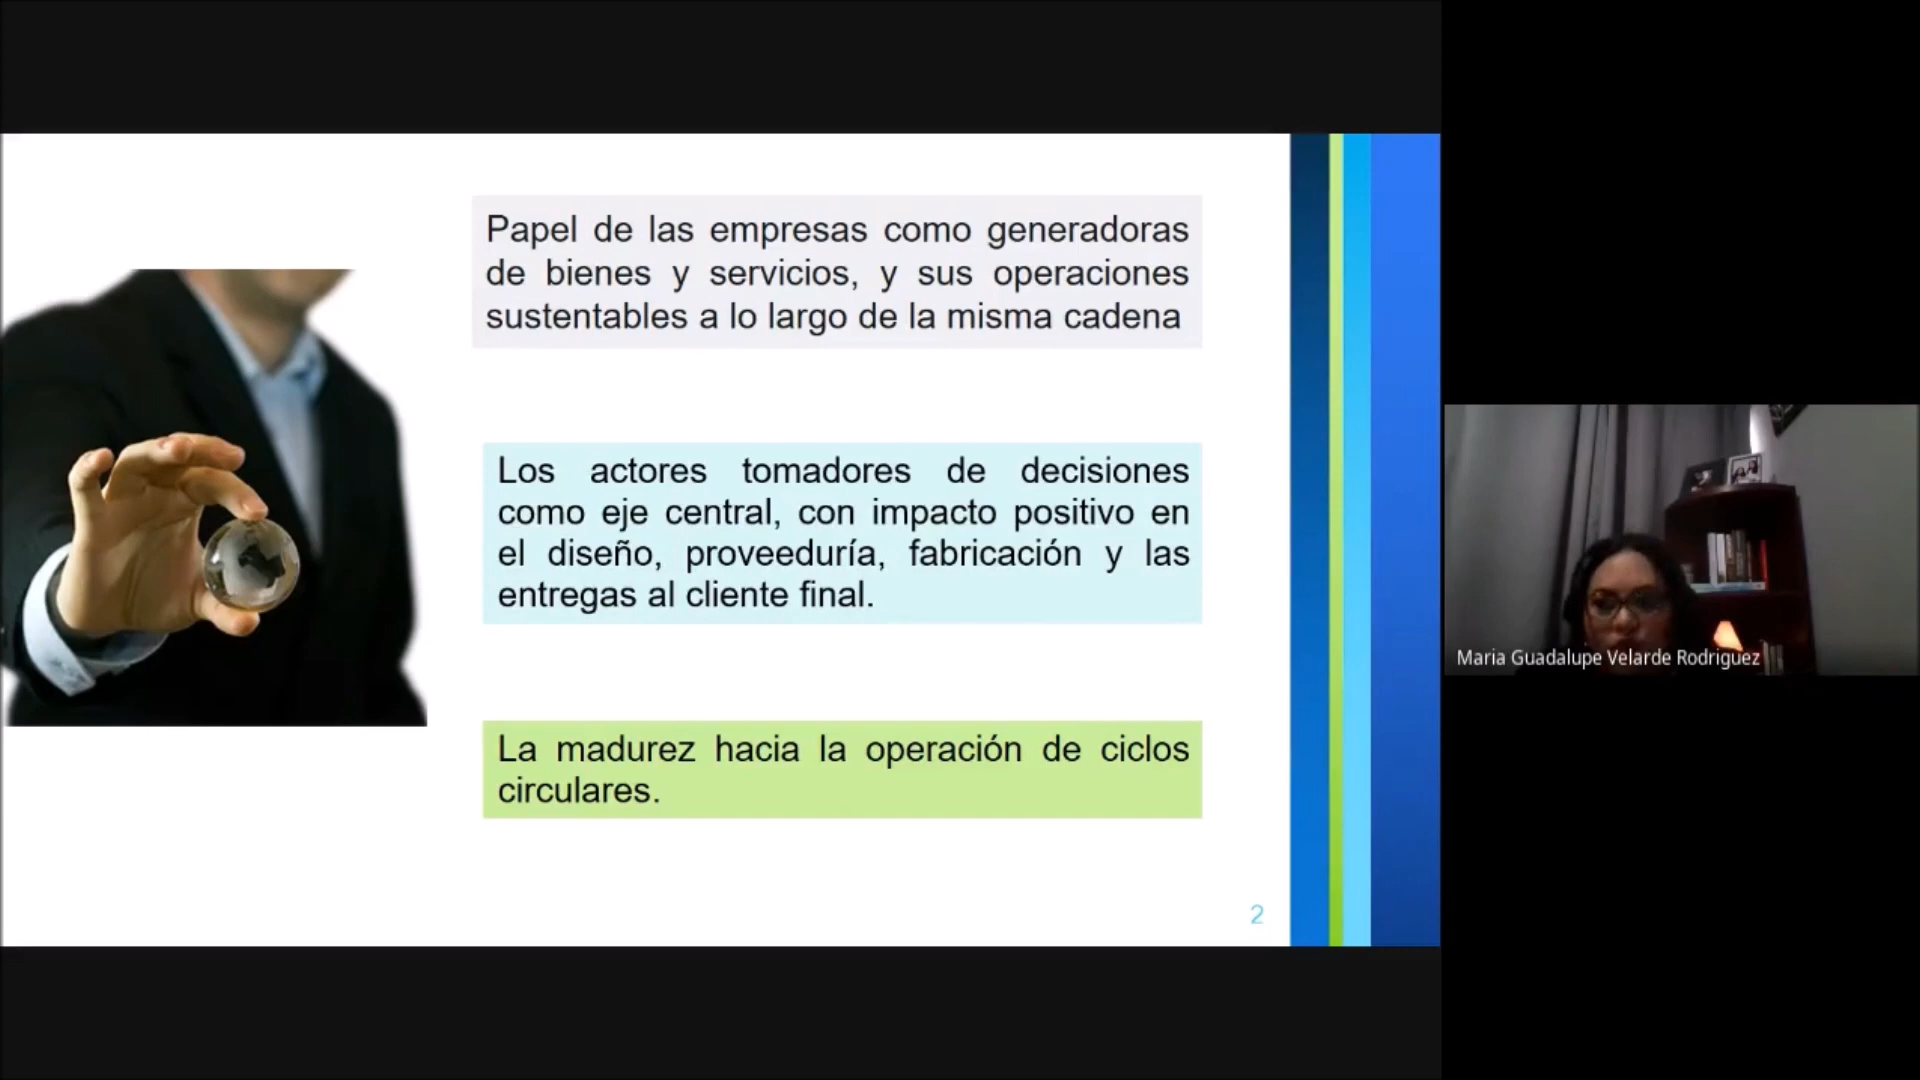 Papel de las empresas como generadoras
de bienes y servicios, y sus operaciones
sustentables a lo largo de la misma cadena
Los actores tomadores de decisiones
como eje central, con impacto positivo en
el diseño, proveeduría, fabricación y las
entregas al cliente final.
La madurez hacia la operación de ciclos
circulares.
2
Maria Guadalupe Velarde Rodriguez